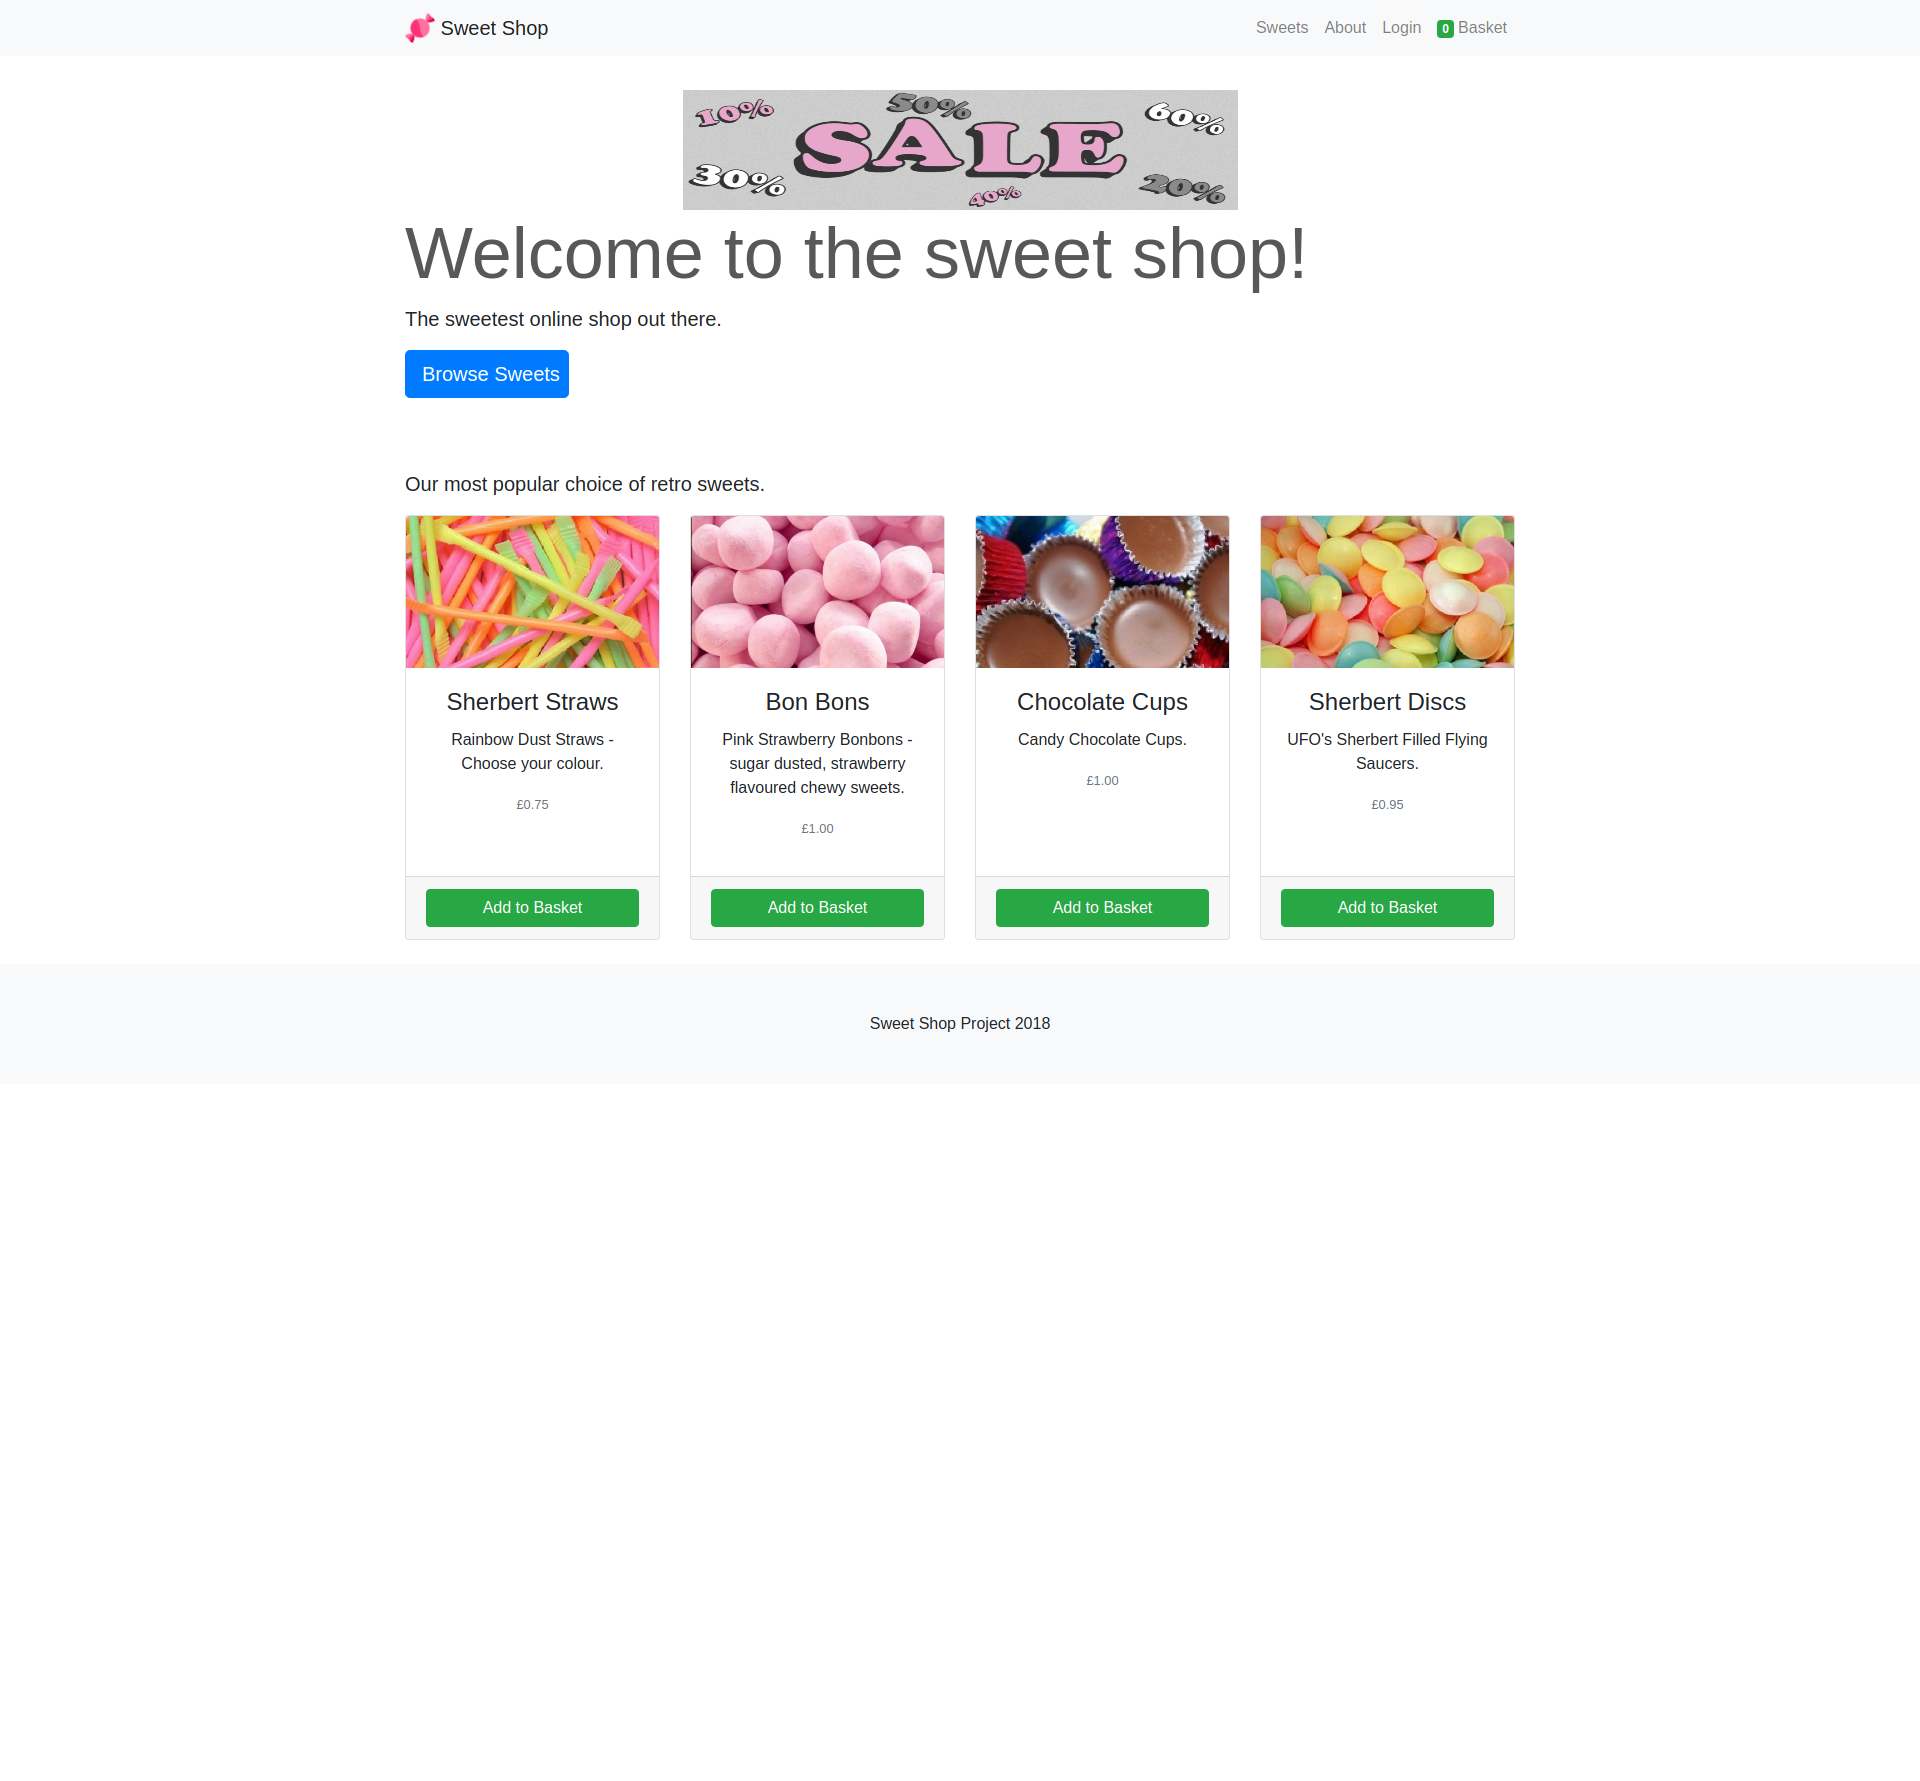 Sweet Shop
Sweets
About
Login
0 Basket
10%
50%
60%
SALE
30%
40%
20%
Welcome to the sweet shop!
The sweetest online shop out there.
Browse Sweets
Our most popular choice of retro sweets.
Sherbert Straws
Rainbow Dust Straws -
Choose your colour.
£0.75
Add to Basket
Bon Bons
Pink Strawberry Bonbons -
sugar dusted, strawberry
flavoured chewy sweets.
£1.00
Add to Basket
Chocolate Cups
Candy Chocolate Cups.
£1.00
Add to Basket
Sherbert Discs
UFO's Sherbert Filled Flying
Saucers.
£0.95
Add to Basket
Sweet Shop Project 2018